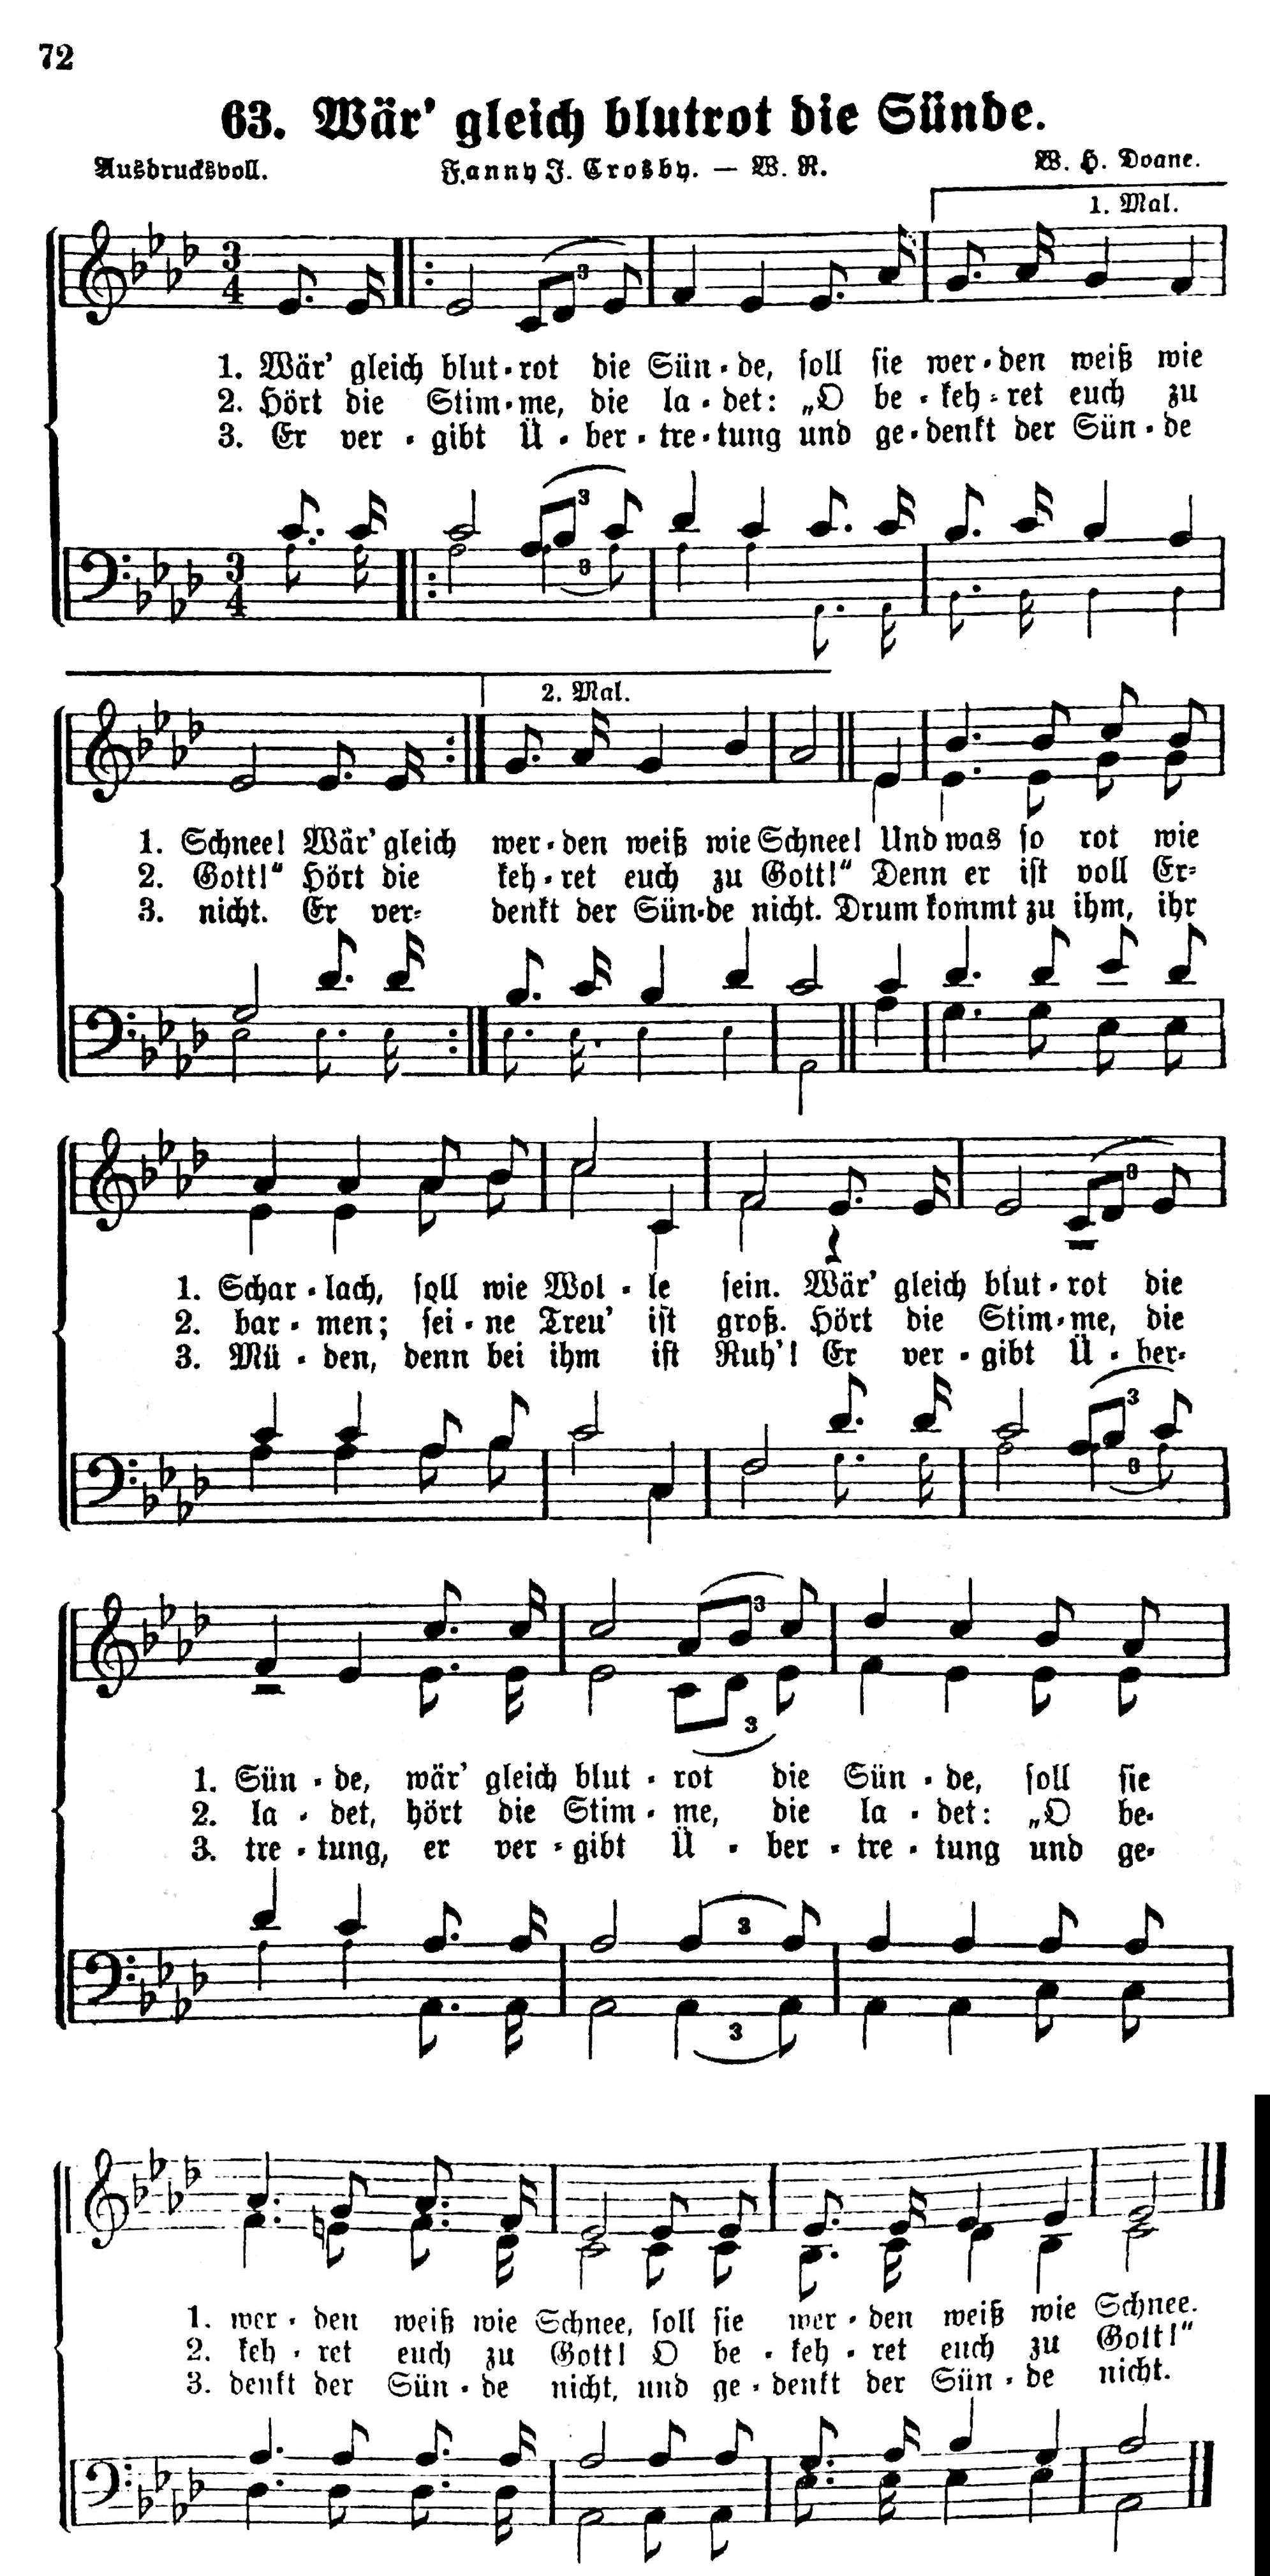 72
63. Wär’ gleich blutrot die Sünde.
Ausdrucksvoll. Fanny J. Crosby. — W. R. W. H. Doane.
1. Mal.
3
1. Wär’ gleich blut-rot die Sün-de, soll sie wer-den weiß wie
2. Hört die Stim-me, die la-det: „O be-keh-ret euch zu
3. Er ver-gibt Ü-ber-tre-tung und ge-denkt der Sün-de
3
3
2. Mal.
1. Schnee! Wär’ gleich wer-den weiß wie Schnee! Und was so rot wie
2. Gott!“ Hört die keh-ret euch zu Gott!“ Denn er ist voll Er-
3. nicht. Er ver- denkt der Sün-de nicht. Drum kommt zu ihm, ihr
3
1. Schar-lach, soll wie Wol-le sein. Wär’ gleich blut-rot die
2. bar-men; sei-ne Treu’ ist groß. Hört die Stim-me, die
3. Mü-den, denn bei ihm ist Ruh’! Er ver-gibt Ü-ber-
3
3
3
3
1. Sün-de, wär’ gleich blut-rot die Sün-de, soll sie
2. la-det, hört die Stim-me, die la-det: „O be-
3. tre-tung, er ver-gibt Ü-ber-tre-tung und ge-
3
3
1. wer-den weiß wie Schnee, soll sie wer-den weiß wie Schnee.
2. keh-ret euch zu Gott! O be-keh-ret euch zu Gott!“
3. denkt der Sün-de nicht, und ge-denkt der Sün-de nicht.